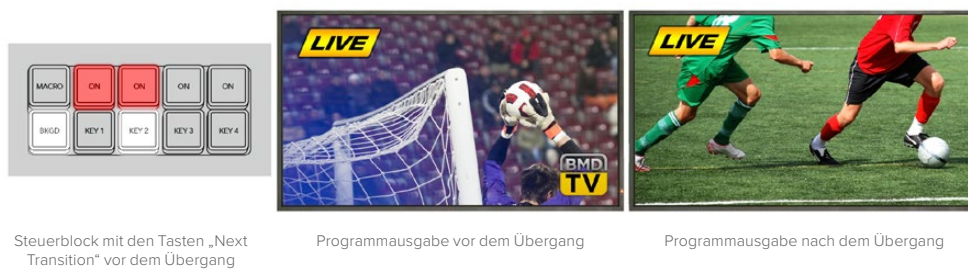 MACRO ON ON ON ON
BKGD KEY 1 KEY 2 KEY 3 KEY 4
LIVE
BMD
TV
LIVE
Steuerblock mit den Tasten „Next
Transition“ vor dem Übergang
Programmausgabe vor dem Übergang
Programmausgabe nach dem Übergang